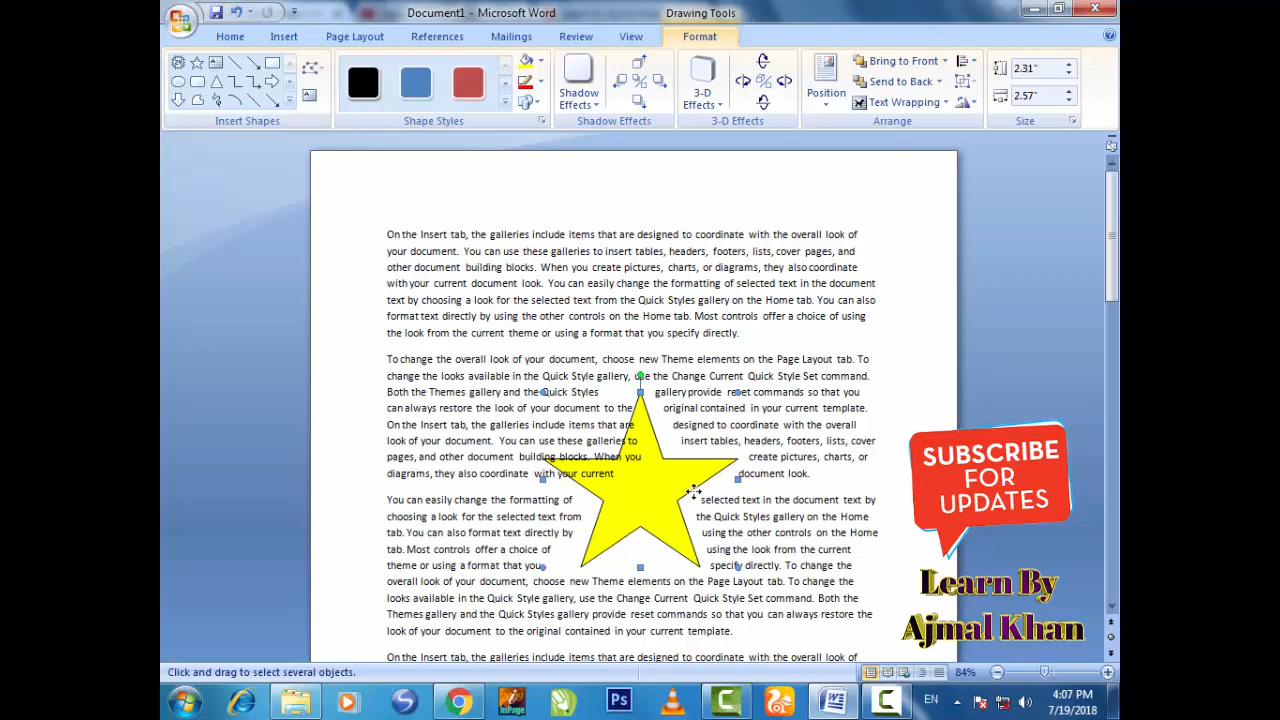 Document1 - Microsoft Word
Drawing Tools
Home Insert Page Layout References Mailings Review View Format
Shadow Effects
3-D Effects
Position
Bring to Front
Send to Back
Text Wrapping
2.31"
2.57"
Insert Shapes Shape Styles Shadow Effects 3-D Effects Arrange Size
On the Insert tab, the galleries include items that are designed to coordinate with the overall look of
your document. You can use these galleries to insert tables, headers, footers, lists, cover pages, and
other document building blocks. When you create pictures, charts, or diagrams, they also coordinate
with your current document look. You can easily change the formatting of selected text in the document
text by choosing a look for the selected text from the Quick Styles gallery on the Home tab. You can also
format text directly by using the other controls on the Home tab. Most controls offer a choice of using
the look from the current theme or using a format that you specify directly.
To change the overall look of your document, choose new Theme elements on the Page Layout tab. To
change the looks available in the Quick Style gallery, use the Change Current Quick Style Set command.
Both the Themes gallery and the Quick Styles gallery provide reset commands so that you
can always restore the look of your document to the original contained in your current template.
On the Insert tab, the galleries include items that are designed to coordinate with the overall
look of your document. You can use these galleries to insert tables, headers, footers, lists, cover
pages, and other document building blocks. When you create pictures, charts, or
diagrams, they also coordinate with your current document look.
You can easily change the formatting of selected text in the document text by
choosing a look for the selected text from the Quick Styles gallery on the Home
tab. You can also format text directly by using the other controls on the Home
tab. Most controls offer a choice of using the look from the current
theme or using a format that you specify directly. To change the
overall look of your document, choose new Theme elements on the Page Layout tab. To change the
looks available in the Quick Style gallery, use the Change Current Quick Style Set command. Both the
Themes gallery and the Quick Styles gallery provide reset commands so that you can always restore the
look of your document to the original contained in your current template.
On the Insert tab, the galleries include items that are designed to coordinate with the overall look of
SUBSCRIBE
FOR
UPDATES
Learn By
Ajmal Khan
Click and drag to select several objects.
84%
InPage
Ps
EN
4:07 PM
7/19/2018